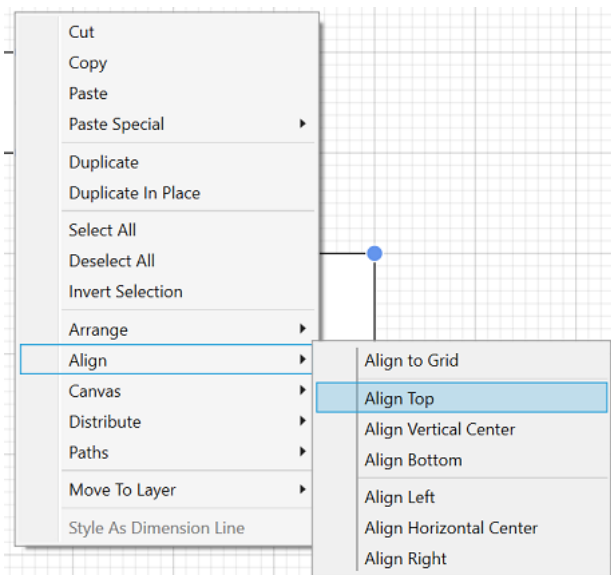 Cut
Copy
Paste
Paste Special
Duplicate
Duplicate In Place
Select All
Deselect All
Invert Selection
Arrange
Align
Canvas
Distribute
Paths
Move To Layer
Style As Dimension Line
Align to Grid
Align Top
Align Vertical Center
Align Bottom
Align Left
Align Horizontal Center
Align Right